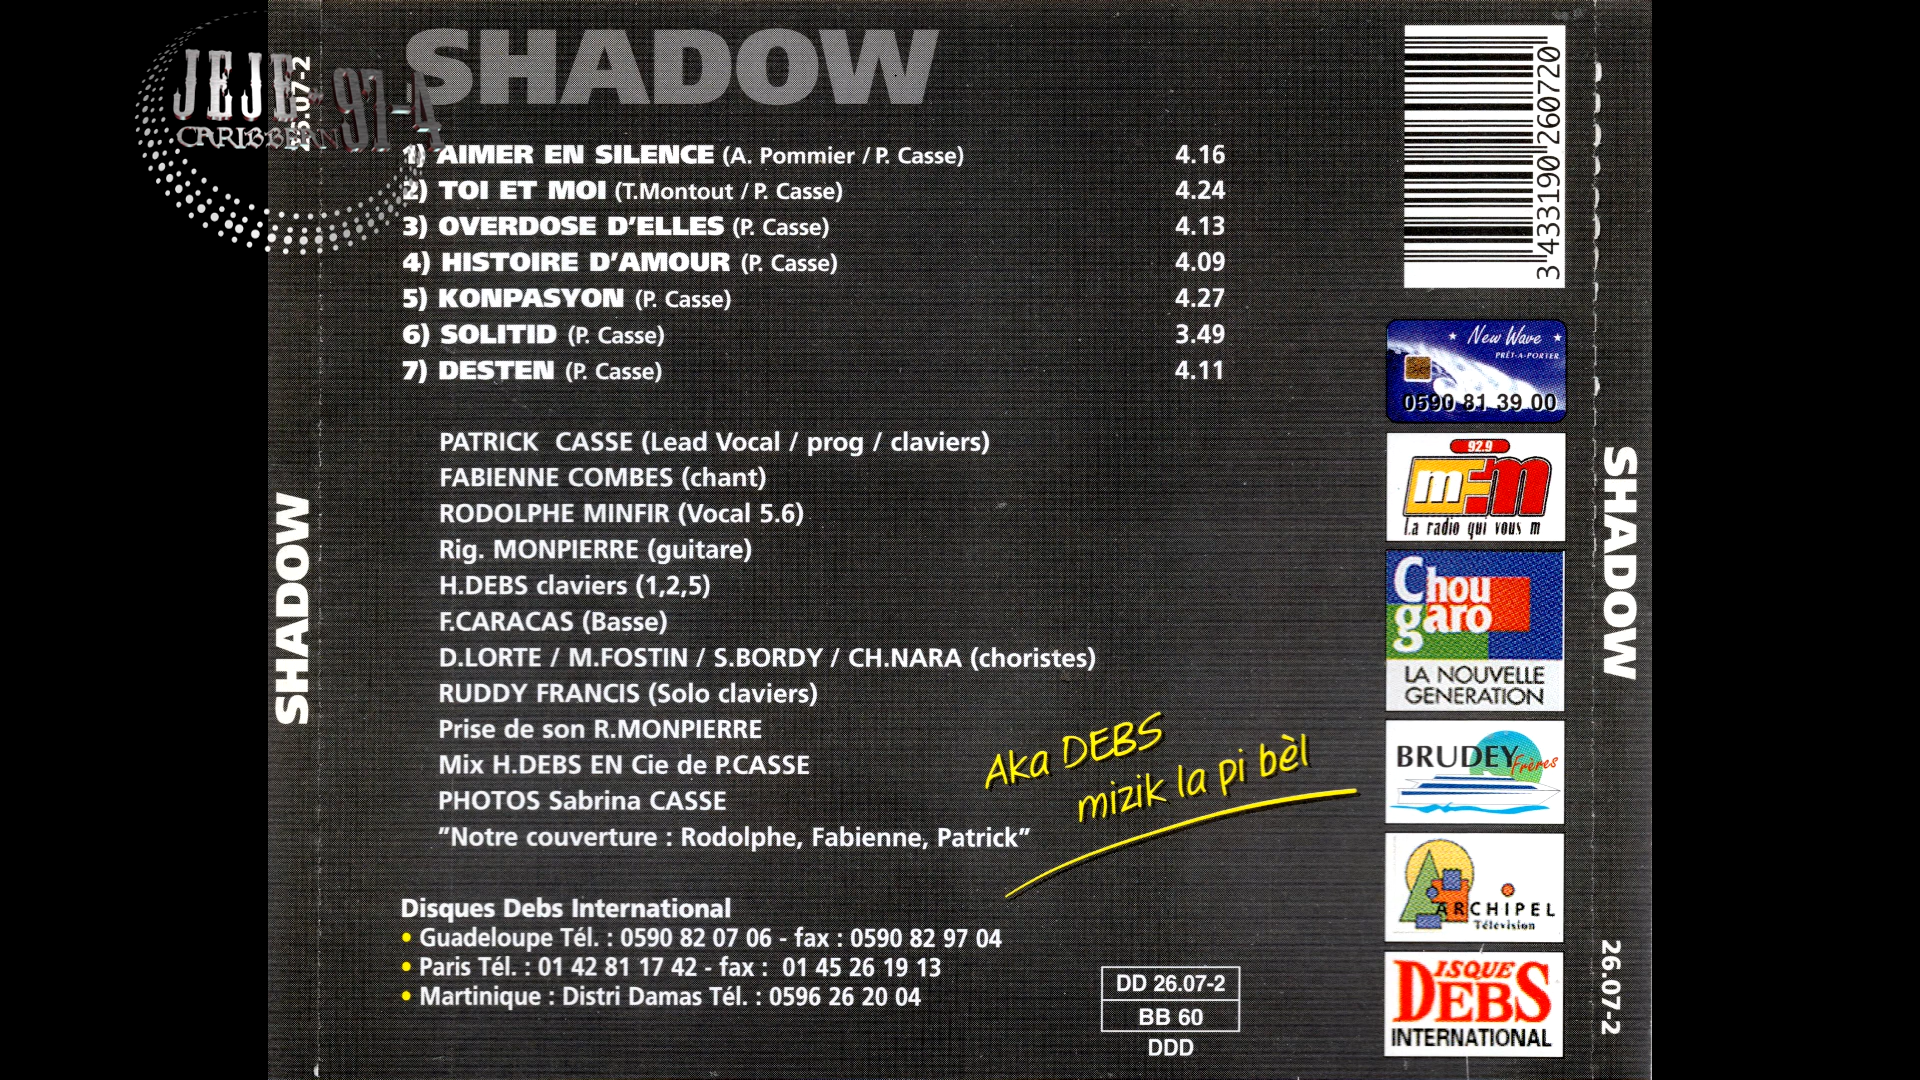 JEJE 97-4
CARIBBEAN
26.07-2
SHADOW
SHADOW
1) AIMER EN SILENCE (A. Pommier / P. Casse) 4.16
2) TOI ET MOI (T.Montout / P. Casse) 4.24
3) OVERDOSE D'ELLES (P. Casse) 4.13
4) HISTOIRE D'AMOUR (P. Casse) 4.09
5) KONPASYON (P. Casse) 4.27
6) SOLITID (P. Casse) 3.49
7) DESTEN (P. Casse) 4.11
PATRICK CASSE (Lead Vocal / prog / claviers)
FABIENNE COMBES (chant)
RODOLPHE MINFIR (Vocal 5.6)
Rig. MONPIERRE (guitare)
H.DEBS claviers (1,2,5)
F.CARACAS (Basse)
D.LORTE / M.FOSTIN / S.BORDY / CH.NARA (choristes)
RUDDY FRANCIS (Solo claviers)
Prise de son R.MONPIERRE
Mix H.DEBS EN Cie de P.CASSE
PHOTOS Sabrina CASSE
"Notre couverture : Rodolphe, Fabienne, Patrick"
Aka DEBS
mizik la pi bèl
Disques Debs International
• Guadeloupe Tél. : 0590 82 07 06 - fax : 0590 82 97 04
• Paris Tél. : 01 42 81 17 42 - fax : 01 45 26 19 13
• Martinique : Distri Damas Tél. : 0596 26 20 04
DD 26.07-2
BB 60
DDD
3 433190 260720
New Wave
PRÊT-A-PORTER
0590 81 39 00
92.9
mFm
La radio qui vous m
Chou
garo
LA NOUVELLE
GENERATION
BRUDEY Frères
ARCHIPEL
Télévision
DISQUES
DEBS
INTERNATIONAL
SHADOW
26.07-2